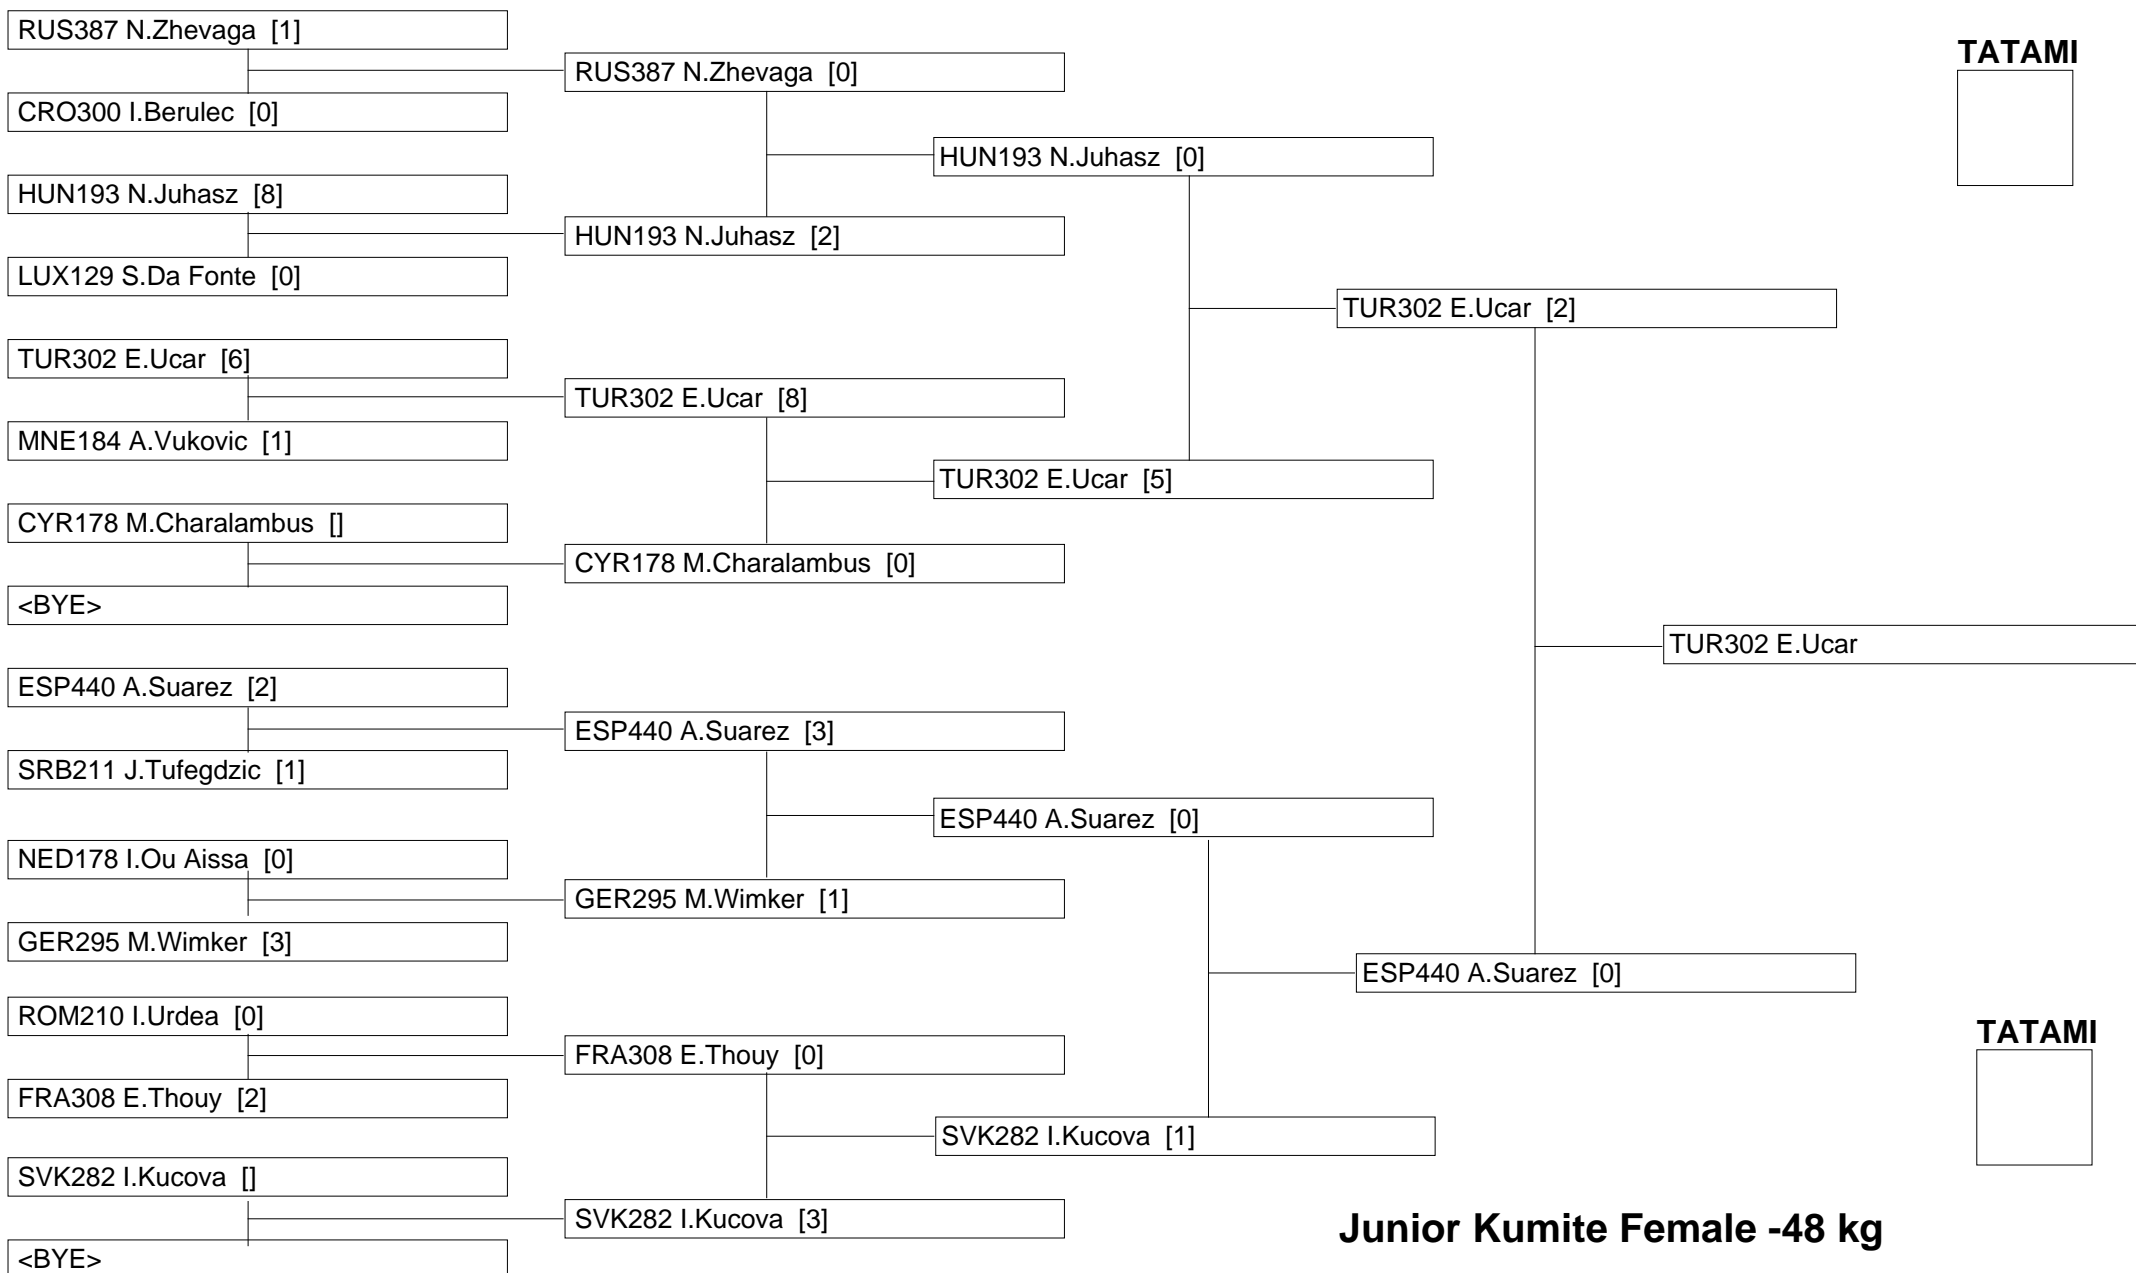 RUS387 N.Zhevaga [1]
CRO300 I.Berulec [0]
HUN193 N.Juhasz [8]
LUX129 S.Da Fonte [0]
TUR302 E.Ucar [6]
MNE184 A.Vukovic [1]
CYR178 M.Charalambus []
<BYE>
ESP440 A.Suarez [2]
SRB211 J.Tufegdzic [1]
NED178 I.Ou Aissa [0]
GER295 M.Wimker [3]
ROM210 I.Urdea [0]
FRA308 E.Thouy [2]
SVK282 I.Kucova []
<BYE>
RUS387 N.Zhevaga [0]
HUN193 N.Juhasz [2]
TUR302 E.Ucar [8]
CYR178 M.Charalambus [0]
ESP440 A.Suarez [3]
GER295 M.Wimker [1]
FRA308 E.Thouy [0]
SVK282 I.Kucova [3]
HUN193 N.Juhasz [0]
TUR302 E.Ucar [5]
ESP440 A.Suarez [0]
SVK282 I.Kucova [1]
TUR302 E.Ucar [2]
ESP440 A.Suarez [0]
TUR302 E.Ucar
TATAMI
TATAMI
Junior Kumite Female -48 kg